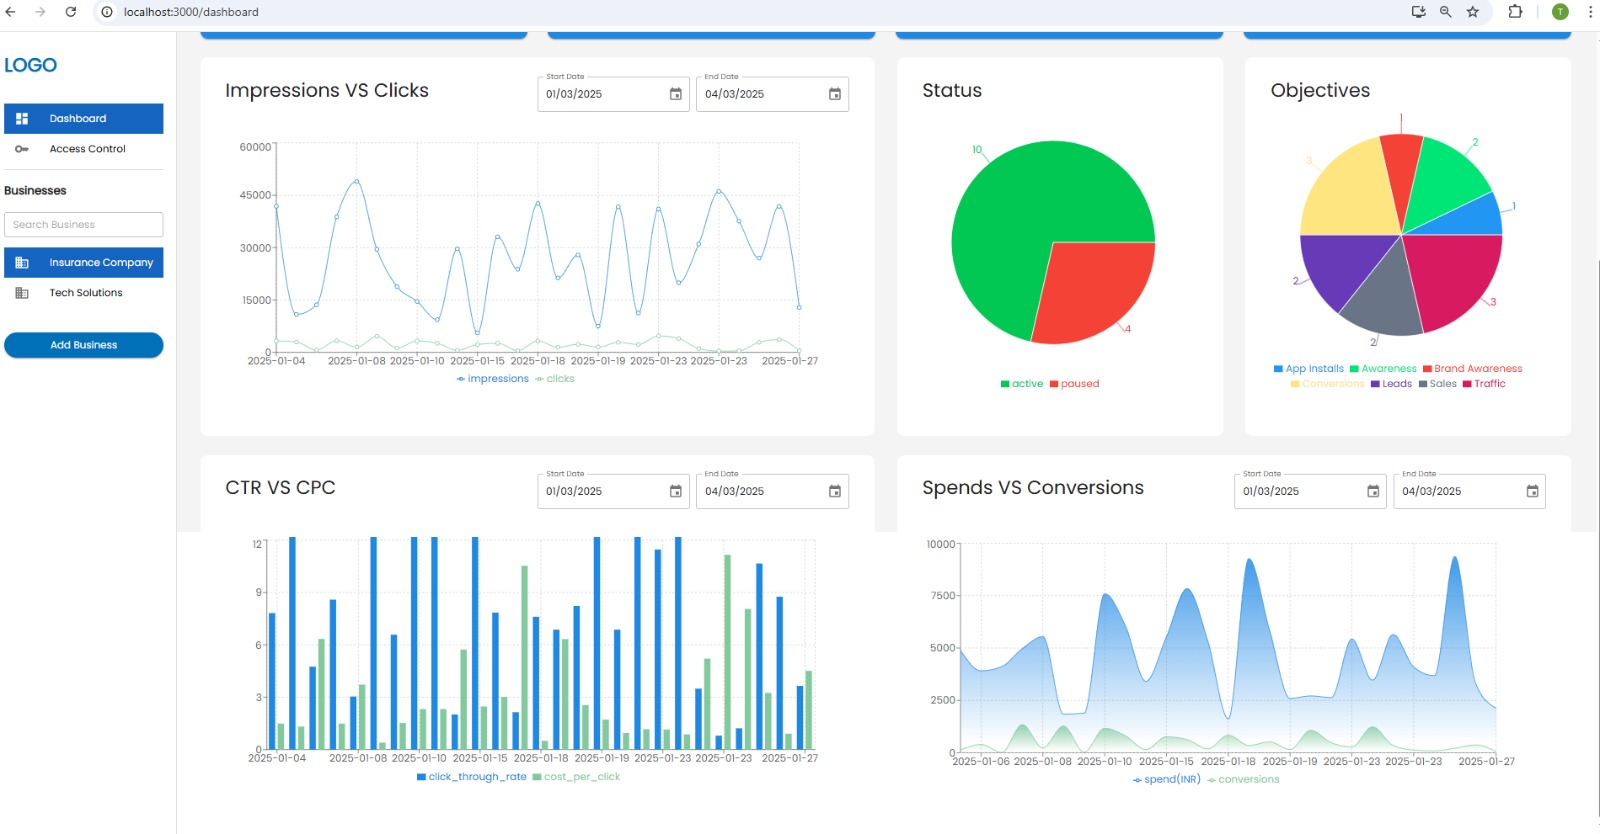 localhost:3000/dashboard
T
LOGO
Dashboard
Access Control
Businesses
Search Business
Insurance Company
Tech Solutions
Add Business
Impressions VS Clicks
Start Date
01/03/2025
End Date
04/03/2025
60000
45000
30000
15000
0
2025-01-04 2025-01-08 2025-01-10 2025-01-15 2025-01-18 2025-01-19 2025-01-23 2025-01-23 2025-01-27
impressions clicks
Status
10
4
active paused
Objectives
1
2
3
1
2
3
2
App Installs Awareness Brand Awareness
Conversions Leads Sales Traffic
CTR VS CPC
Start Date
01/03/2025
End Date
04/03/2025
12
9
6
3
0
2025-01-04 2025-01-08 2025-01-10 2025-01-15 2025-01-18 2025-01-19 2025-01-23 2025-01-23 2025-01-27
click_through_rate cost_per_click
Spends VS Conversions
Start Date
01/03/2025
End Date
04/03/2025
10000
7500
5000
2500
0
2025-01-06 2025-01-08 2025-01-10 2025-01-15 2025-01-18 2025-01-19 2025-01-23 2025-01-23 2025-01-27
spend(INR) conversions